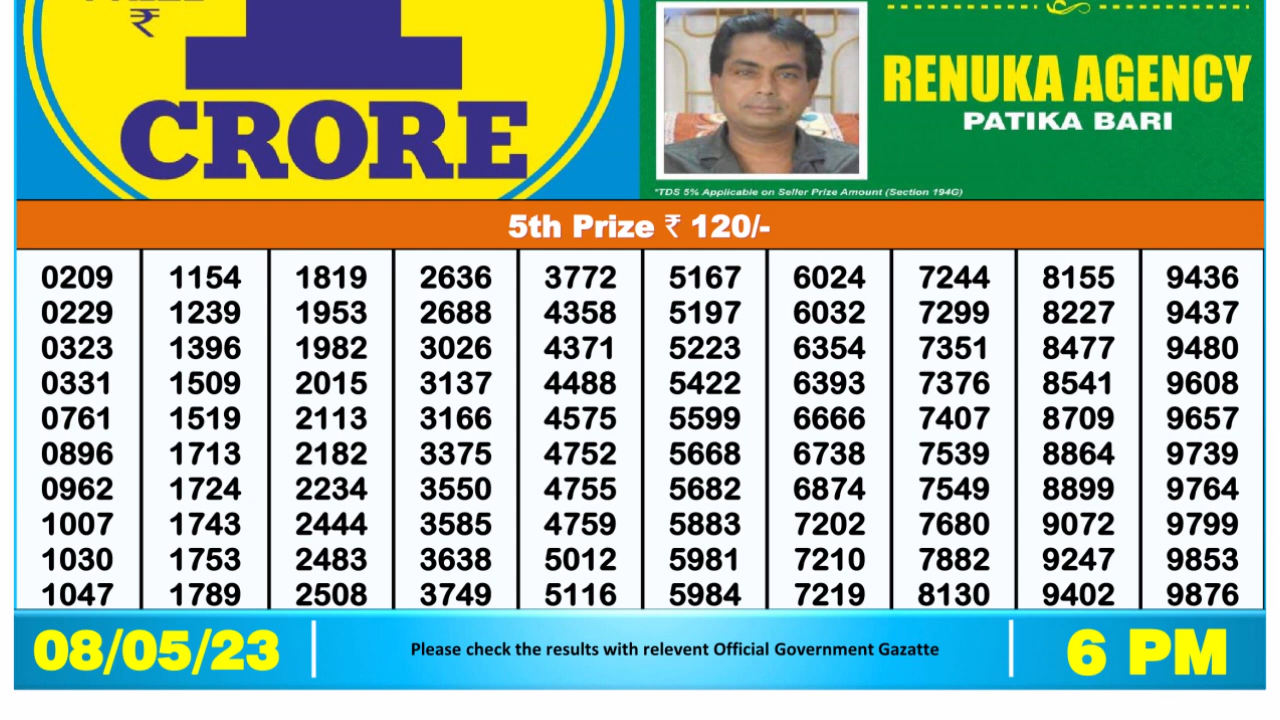 ₹
CRORE
RENUKA AGENCY
PATIKA BARI
*TDS 5% Applicable on Seller Prize Amount (Section 194G)
5th Prize ₹ 120/-
0209 1154 1819 2636 3772 5167 6024 7244 8155 9436
0229 1239 1953 2688 4358 5197 6032 7299 8227 9437
0323 1396 1982 3026 4371 5223 6354 7351 8477 9480
0331 1509 2015 3137 4488 5422 6393 7376 8541 9608
0761 1519 2113 3166 4575 5599 6666 7407 8709 9657
0896 1713 2182 3375 4752 5668 6738 7539 8864 9739
0962 1724 2234 3550 4755 5682 6874 7549 8899 9764
1007 1743 2444 3585 4759 5883 7202 7680 9072 9799
1030 1753 2483 3638 5012 5981 7210 7882 9247 9853
1047 1789 2508 3749 5116 5984 7219 8130 9402 9876
08/05/23 Please check the results with relevent Official Government Gazatte 6 PM